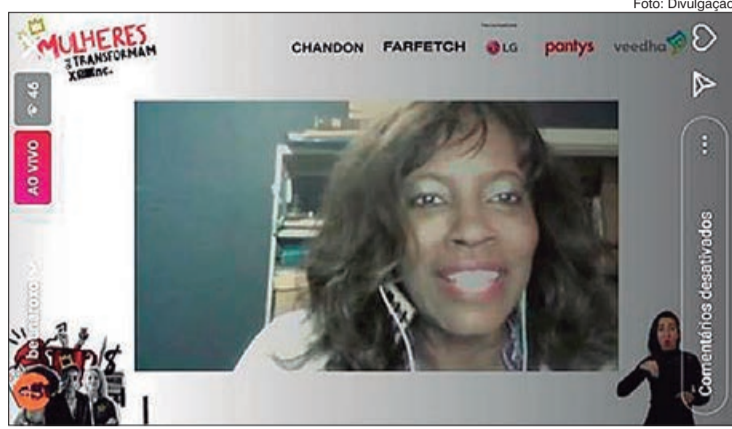 Foto: Divulgação
MULHERES
TRANSFORMAM
CHANDON
FARFETCH
LG
pantys
veedha
46
AO VIVO
Comentários desativados